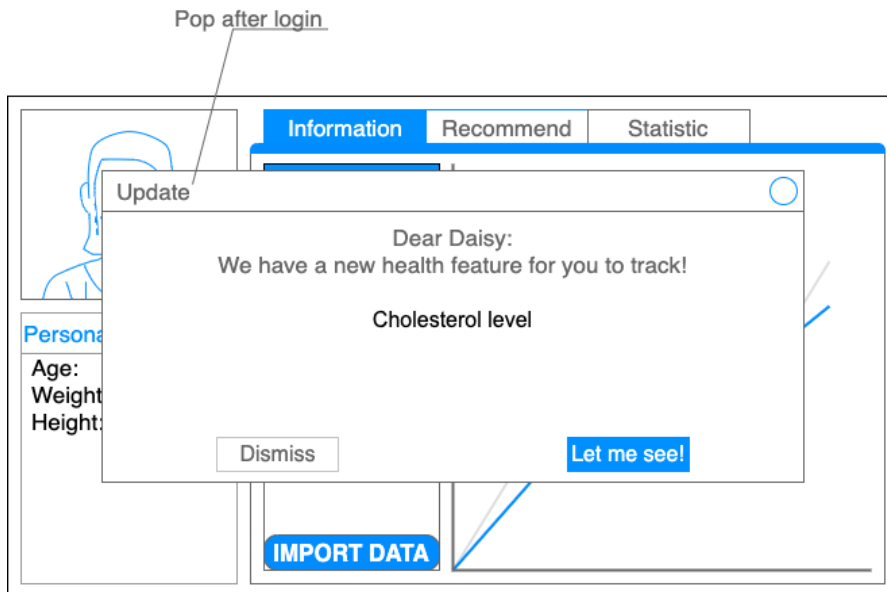 Pop after login
Information
Recommend
Statistic
Update
Dear Daisy:
We have a new health feature for you to track!
Cholesterol level
Persona
Age:
Weight
Height:
Dismiss
Let me see!
IMPORT DATA